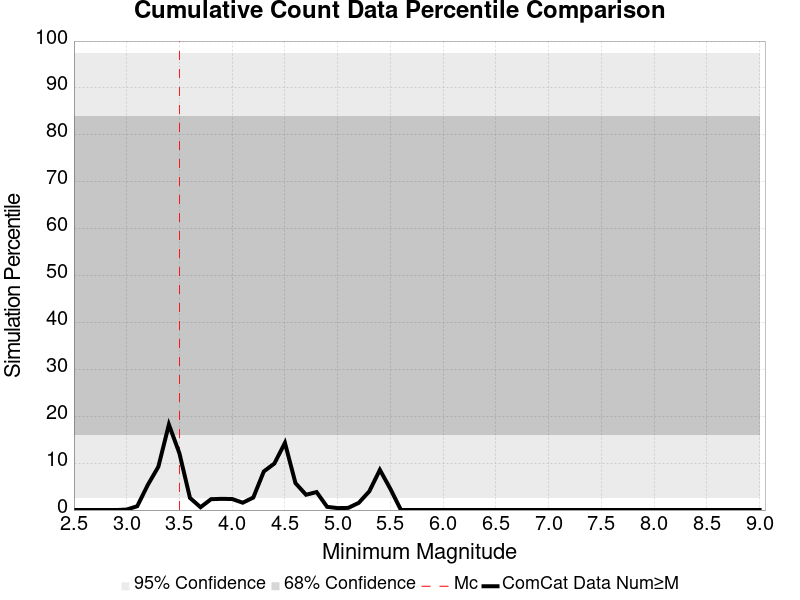 Cumulative Count Data Percentile Comparison
100
90
80
70
60
50
40
30
20
10
0
Simulation Percentile
2.5 3.0 3.5 4.0 4.5 5.0 5.5 6.0 6.5 7.0 7.5 8.0 8.5 9.0
Minimum Magnitude
95% Confidence 68% Confidence Mc ComCat Data Num≥M